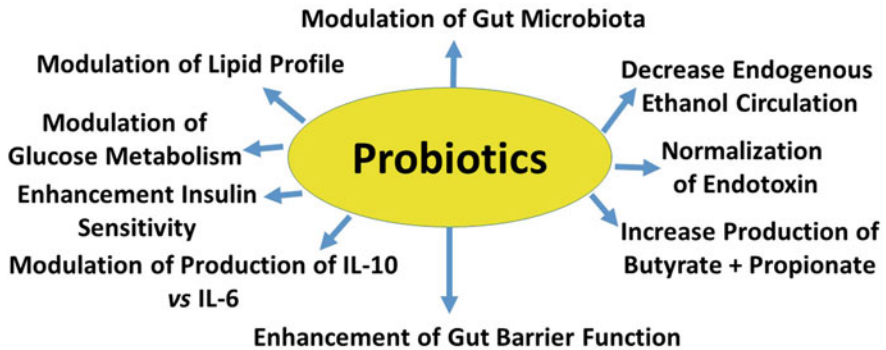 Modulation of Gut Microbiota
Modulation of Lipid Profile
Decrease Endogenous
Ethanol Circulation
Modulation of
Glucose Metabolism
Probiotics
Normalization
of Endotoxin
Enhancement Insulin
Sensitivity
Increase Production of
Butyrate + Propionate
Modulation of Production of IL-10
vs IL-6
Enhancement of Gut Barrier Function